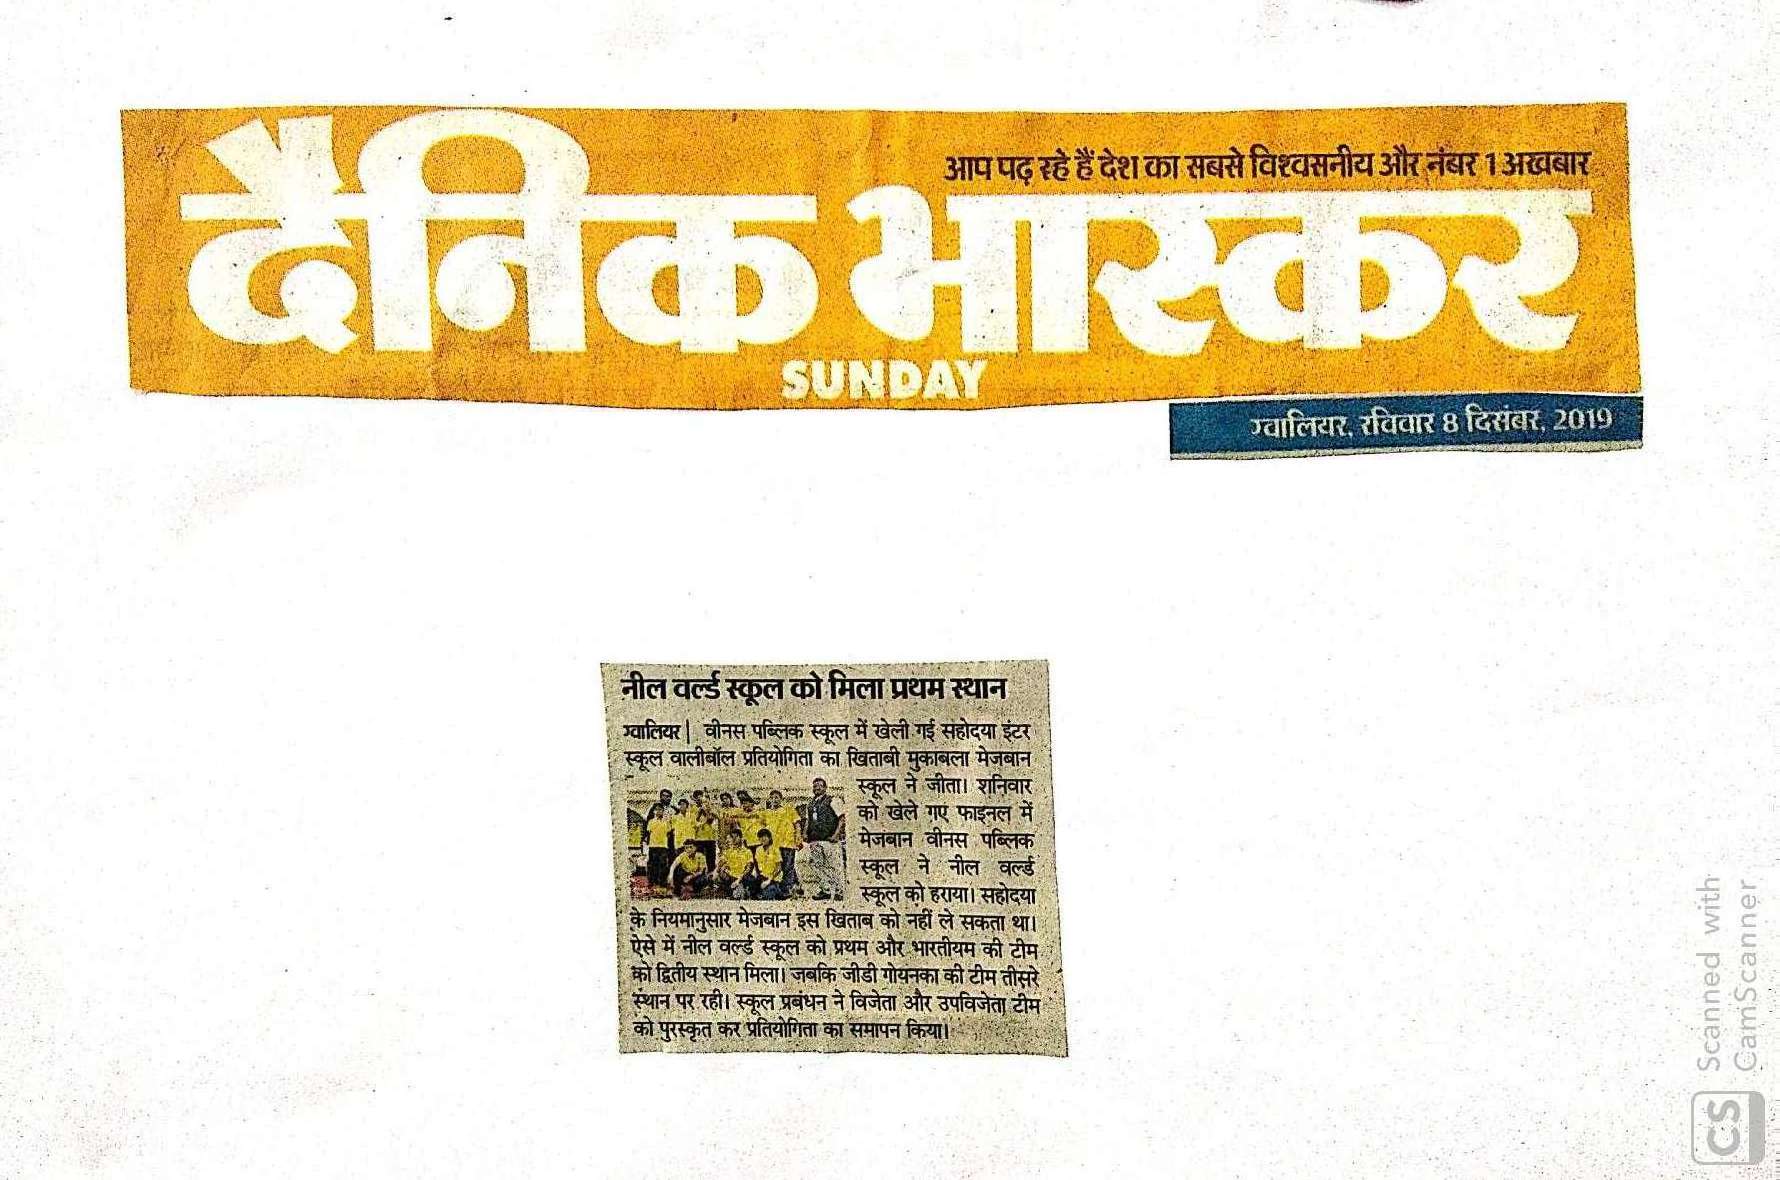 आप पढ़ रहे हैं देश का सबसे विश्वसनीय और नंबर 1 अखबार
दैनिक भास्कर
SUNDAY
ग्वालियर, रविवार 8 दिसंबर, 2019
नील वर्ल्ड स्कूल को मिला प्रथम स्थान
ग्वालियर| वीनस पब्लिक स्कूल में खेली गई सहोदया इंटर
स्कूल वालीबॉल प्रतियोगिता का खिताबी मुकाबला मेजबान
स्कूल ने जीता। शनिवार
को खेले गए फाइनल में
मेजबान वीनस पब्लिक
स्कूल ने नील वर्ल्ड
स्कूल को हराया। सहोदया
के नियमानुसार मेजबान इस खिताब को नहीं ले सकता था।
ऐसे में नील वर्ल्ड स्कूल को प्रथम और भारतीयम की टीम
को द्वितीय स्थान मिला। जबकि जीडी गोयनका की टीम तीसरे
स्थान पर रही। स्कूल प्रबंधन ने विजेता और उपविजेता टीम
को पुरस्कृत कर प्रतियोगिता का समापन किया।
CS
Scanned with
CamScanner